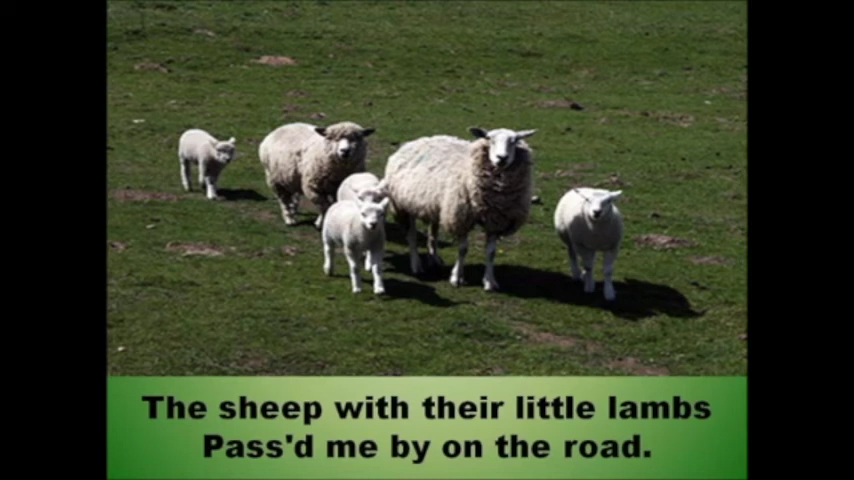 The sheep with their little lambs
Pass'd me by on the road.